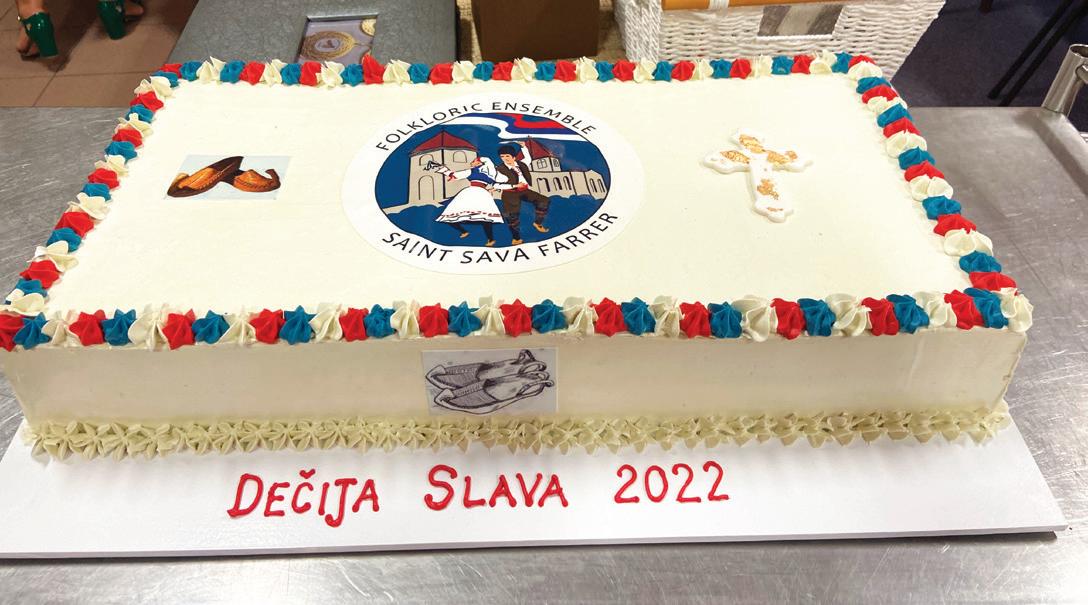 FOLKLORIC ENSEMBLE
SAINT SAVA FARRER
DEČIJA SLAVA 2022